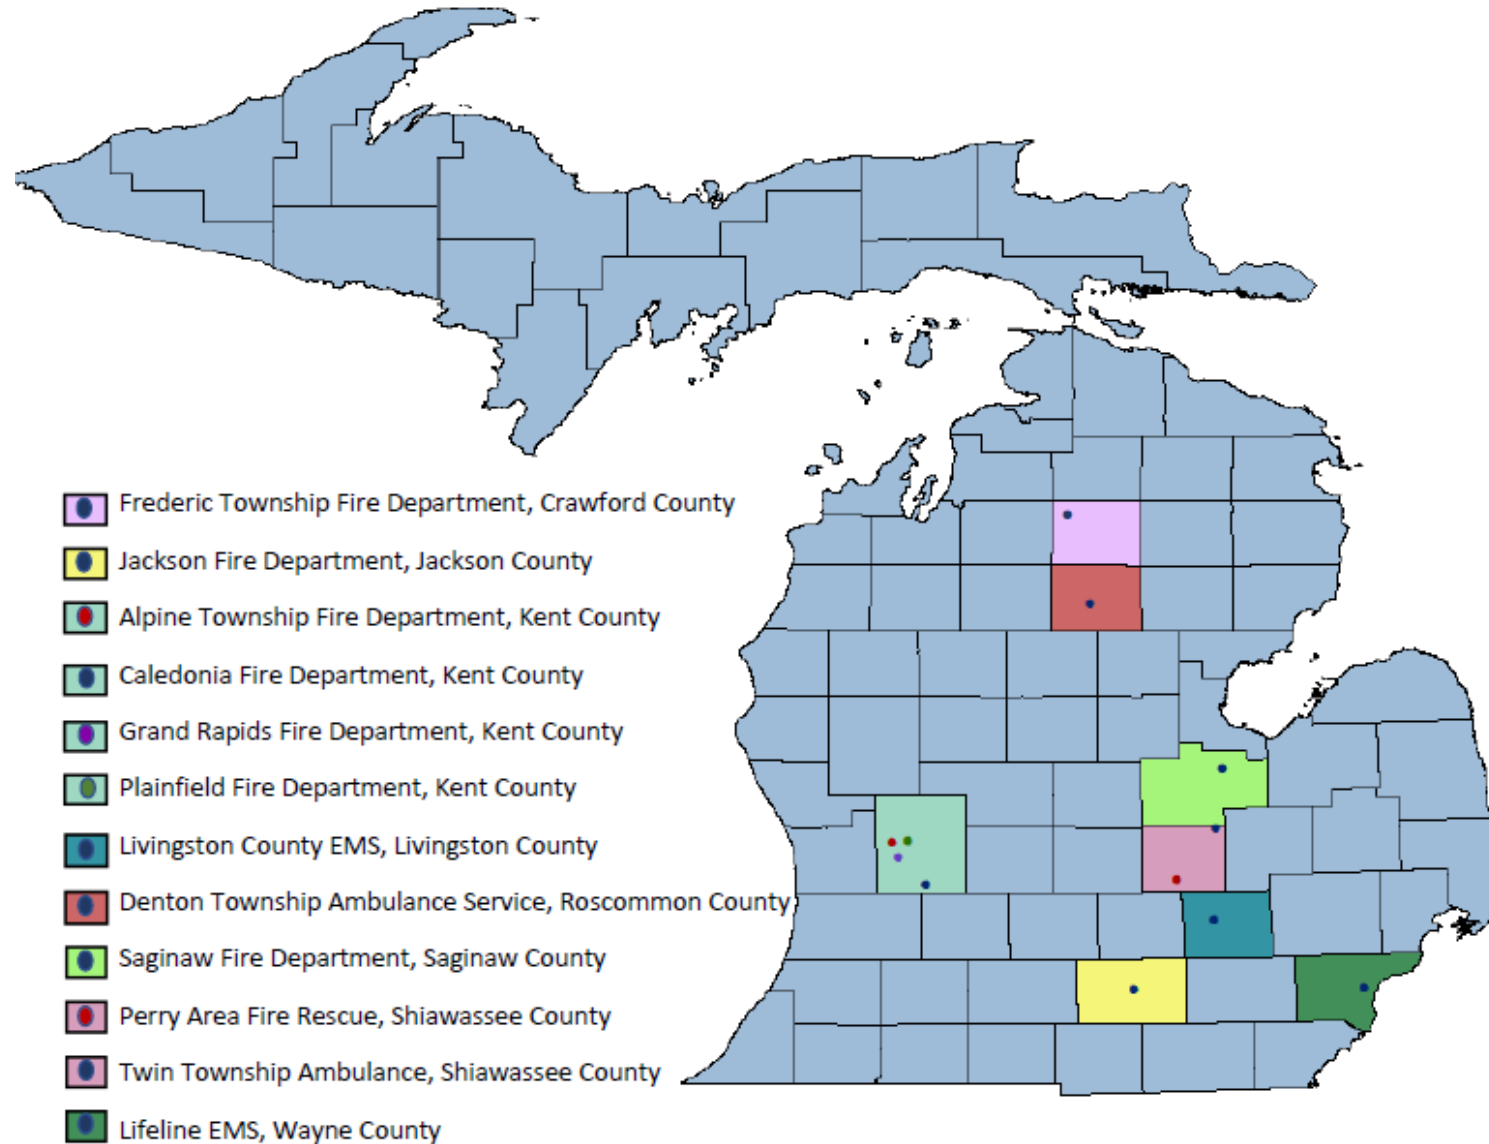 Frederic Township Fire Department, Crawford County
Jackson Fire Department, Jackson County
Alpine Township Fire Department, Kent County
Caledonia Fire Department, Kent County
Grand Rapids Fire Department, Kent County
Plainfield Fire Department, Kent County
Livingston County EMS, Livingston County
Denton Township Ambulance Service, Roscommon County
Saginaw Fire Department, Saginaw County
Perry Area Fire Rescue, Shiawassee County
Twin Township Ambulance, Shiawassee County
Lifeline EMS, Wayne County